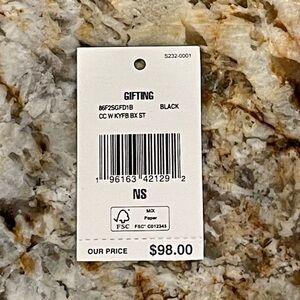 S232-0001
GIFTING
86F2SGFD1B BLACK
CC W KYFB BX ST
1 96163 42129 2
NS
FSC
MIX
Paper
FSC® C012345
OUR PRICE $98.00